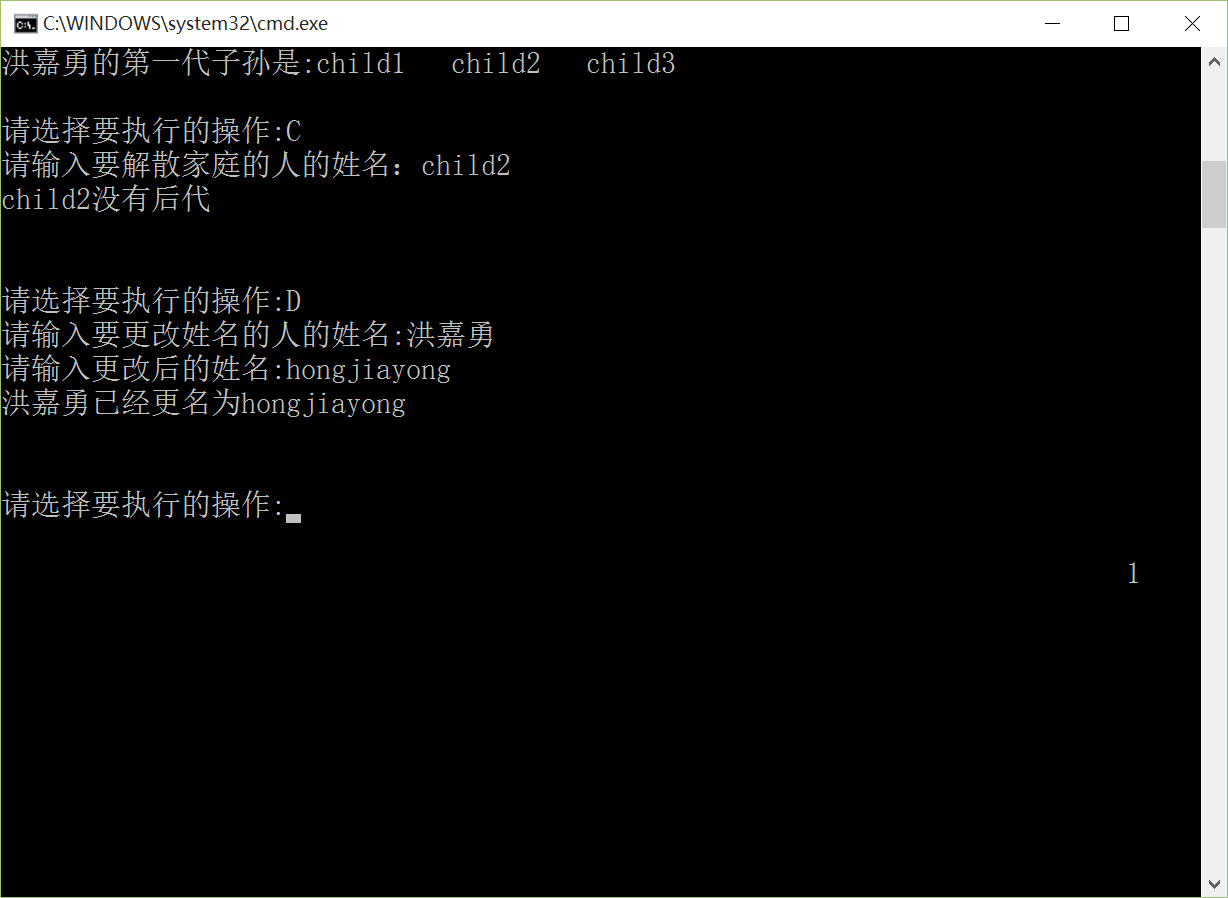 C:\WINDOWS\system32\cmd.exe
洪嘉勇的第一代子孙是:child1   child2   child3
请选择要执行的操作:C
请输入要解散家庭的人的姓名：child2
child2没有后代
请选择要执行的操作:D
请输入要更改姓名的人的姓名:洪嘉勇
请输入更改后的姓名:hongjiayong
洪嘉勇已经更名为hongjiayong
请选择要执行的操作:
1